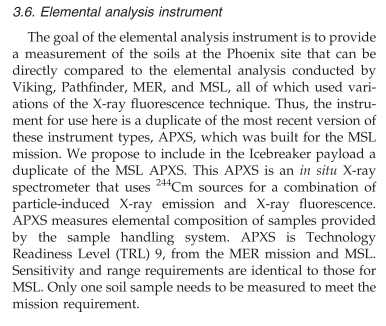 3.6. Elemental analysis instrument
The goal of the elemental analysis instrument is to provide
a measurement of the soils at the Phoenix site that can be
directly compared to the elemental analysis conducted by
Viking, Pathfinder, MER, and MSL, all of which used vari-
ations of the X-ray fluorescence technique. Thus, the instru-
ment for use here is a duplicate of the most recent version of
these instrument types, APXS, which was built for the MSL
mission. We propose to include in the Icebreaker payload a
duplicate of the MSL APXS. This APXS is an in situ X-ray
spectrometer that uses ²⁴⁴Cm sources for a combination of
particle-induced X-ray emission and X-ray fluorescence.
APXS measures elemental composition of samples provided
by the sample handling system. APXS is Technology
Readiness Level (TRL) 9, from the MER mission and MSL.
Sensitivity and range requirements are identical to those for
MSL. Only one soil sample needs to be measured to meet the
mission requirement.